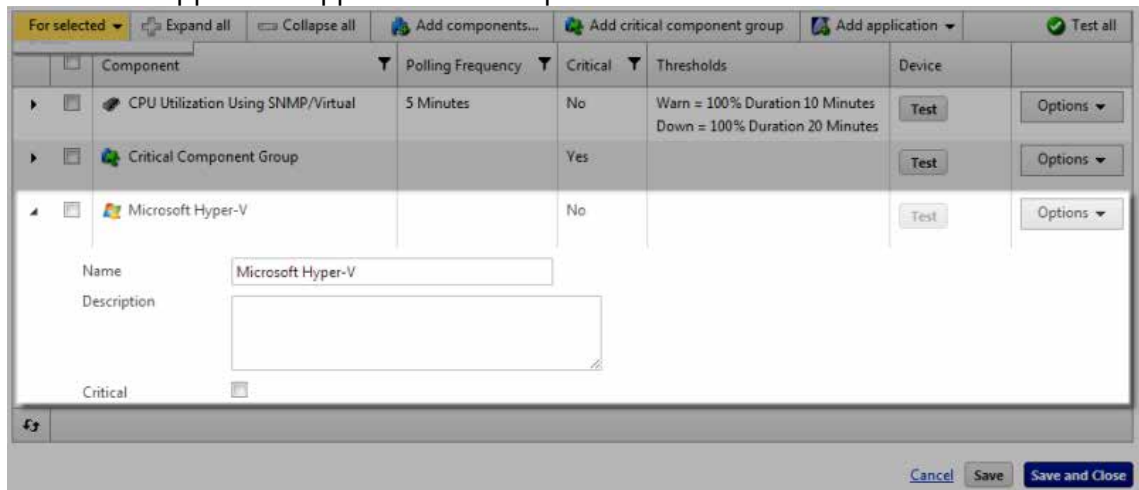 For selected Expand all Collapse all Add components... Add critical component group Add application Test all
Component Polling Frequency Critical Thresholds Device
CPU Utilization Using SNMP/Virtual 5 Minutes No Warn = 100% Duration 10 Minutes Test Options
Down = 100% Duration 20 Minutes
Critical Component Group Yes Test Options
Microsoft Hyper-V No Test Options
Name Microsoft Hyper-V
Description
Critical
Cancel Save Save and Close